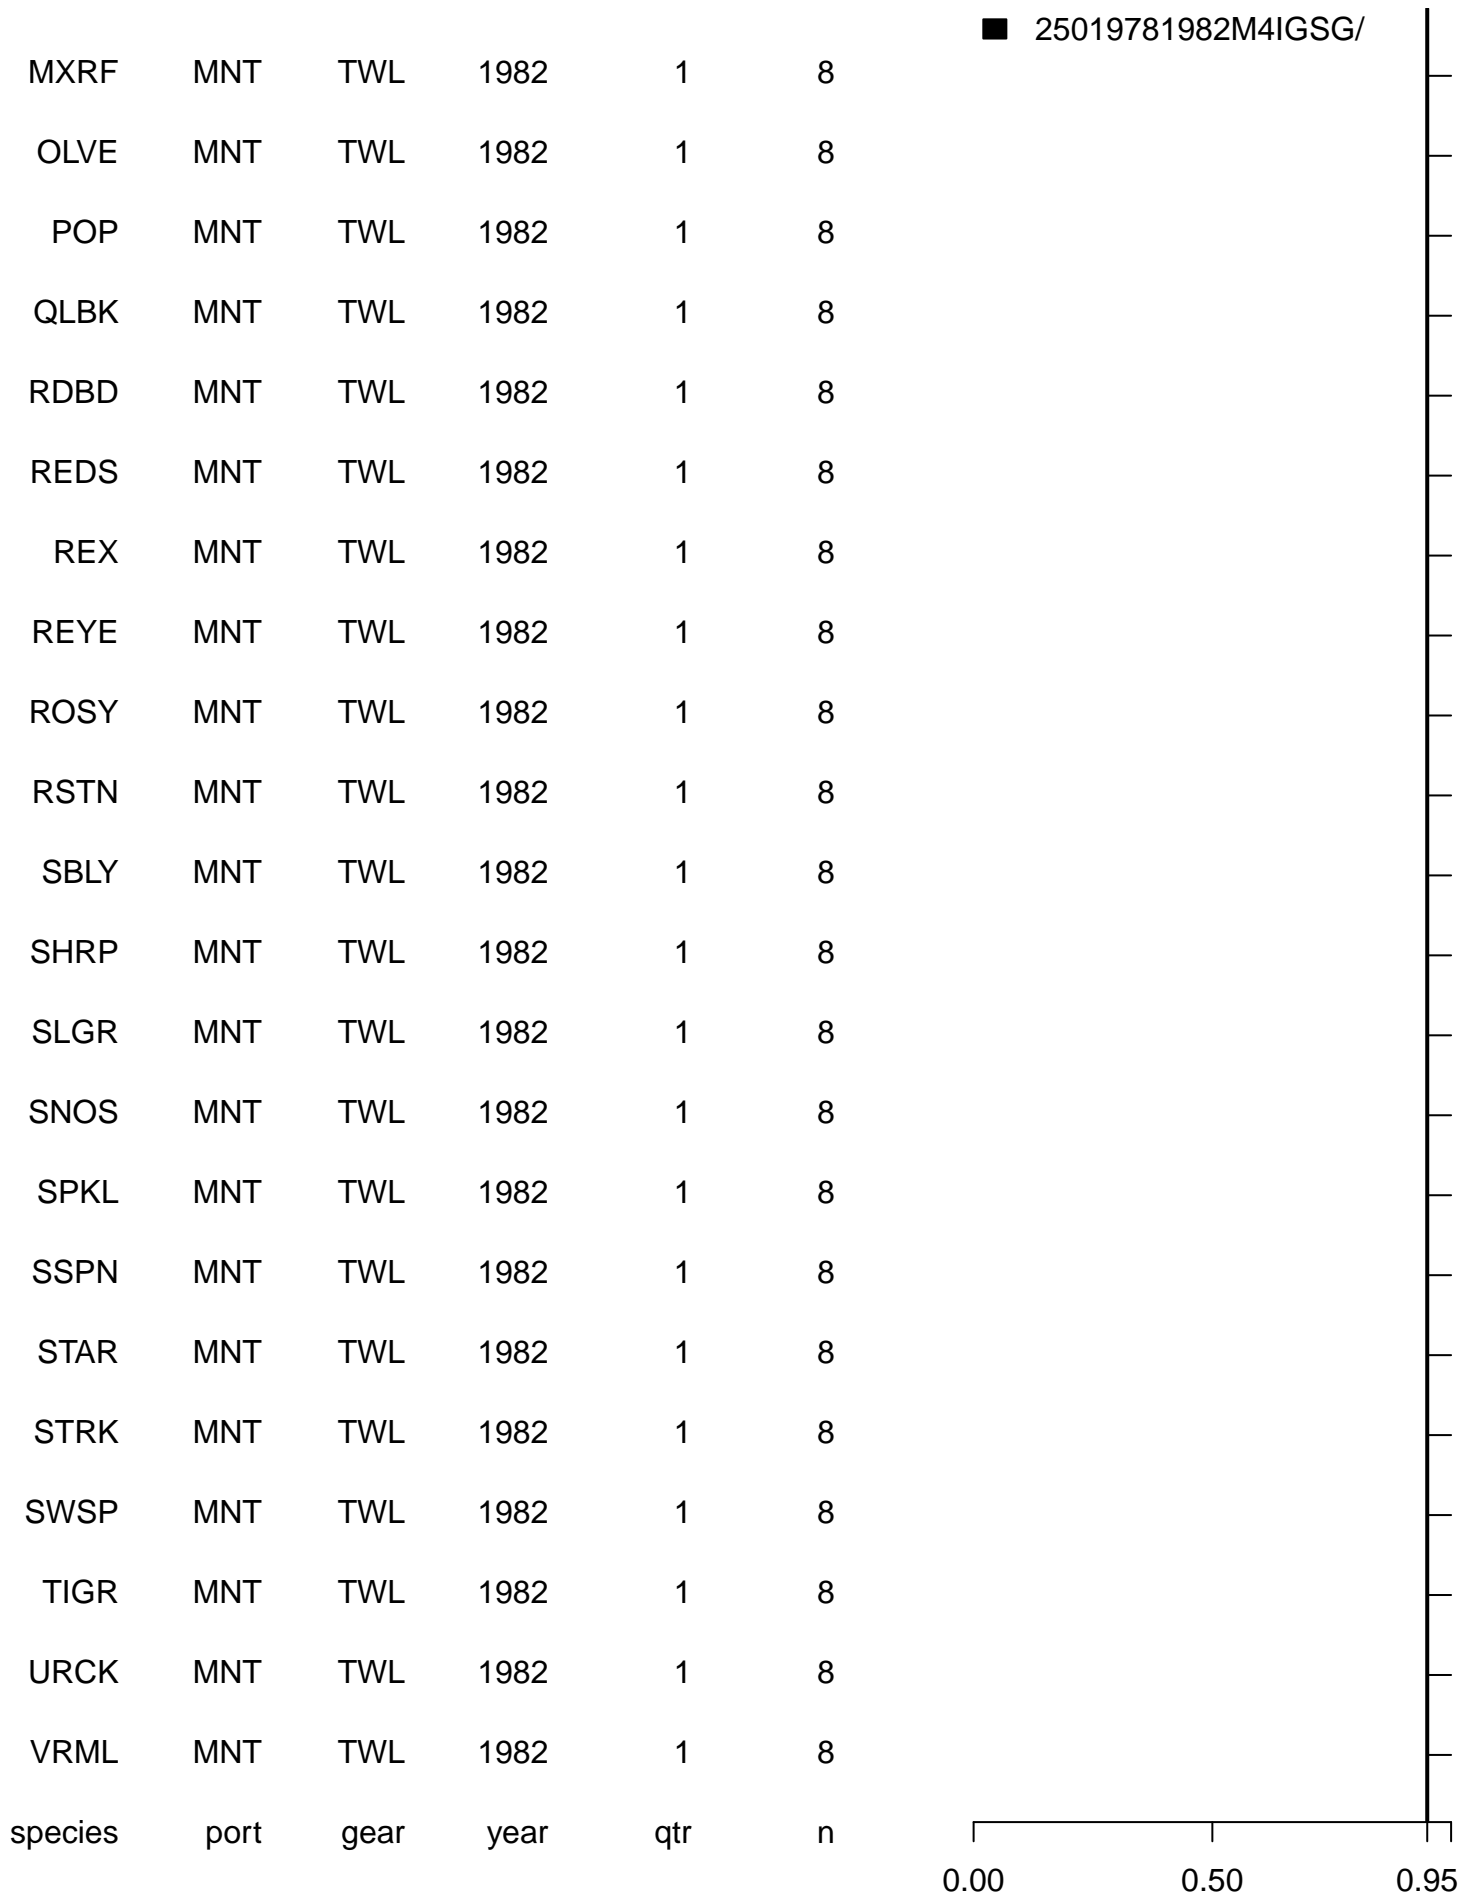 25019781982M4IGSG/
MXRF MNT TWL 1982 1 8
OLVE MNT TWL 1982 1 8
POP MNT TWL 1982 1 8
QLBK MNT TWL 1982 1 8
RDBD MNT TWL 1982 1 8
REDS MNT TWL 1982 1 8
REX MNT TWL 1982 1 8
REYE MNT TWL 1982 1 8
ROSY MNT TWL 1982 1 8
RSTN MNT TWL 1982 1 8
SBLY MNT TWL 1982 1 8
SHRP MNT TWL 1982 1 8
SLGR MNT TWL 1982 1 8
SNOS MNT TWL 1982 1 8
SPKL MNT TWL 1982 1 8
SSPN MNT TWL 1982 1 8
STAR MNT TWL 1982 1 8
STRK MNT TWL 1982 1 8
SWSP MNT TWL 1982 1 8
TIGR MNT TWL 1982 1 8
URCK MNT TWL 1982 1 8
VRML MNT TWL 1982 1 8
species port gear year qtr n
0.00 0.50 0.95